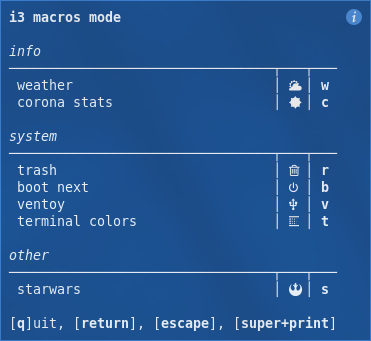 i3 macros mode
info
weather | | w
corona stats | | c
system
trash | | r
boot next | | b
ventoy | | v
terminal colors | | t
other
starwars | | s
[q]uit, [return], [escape], [super+print]